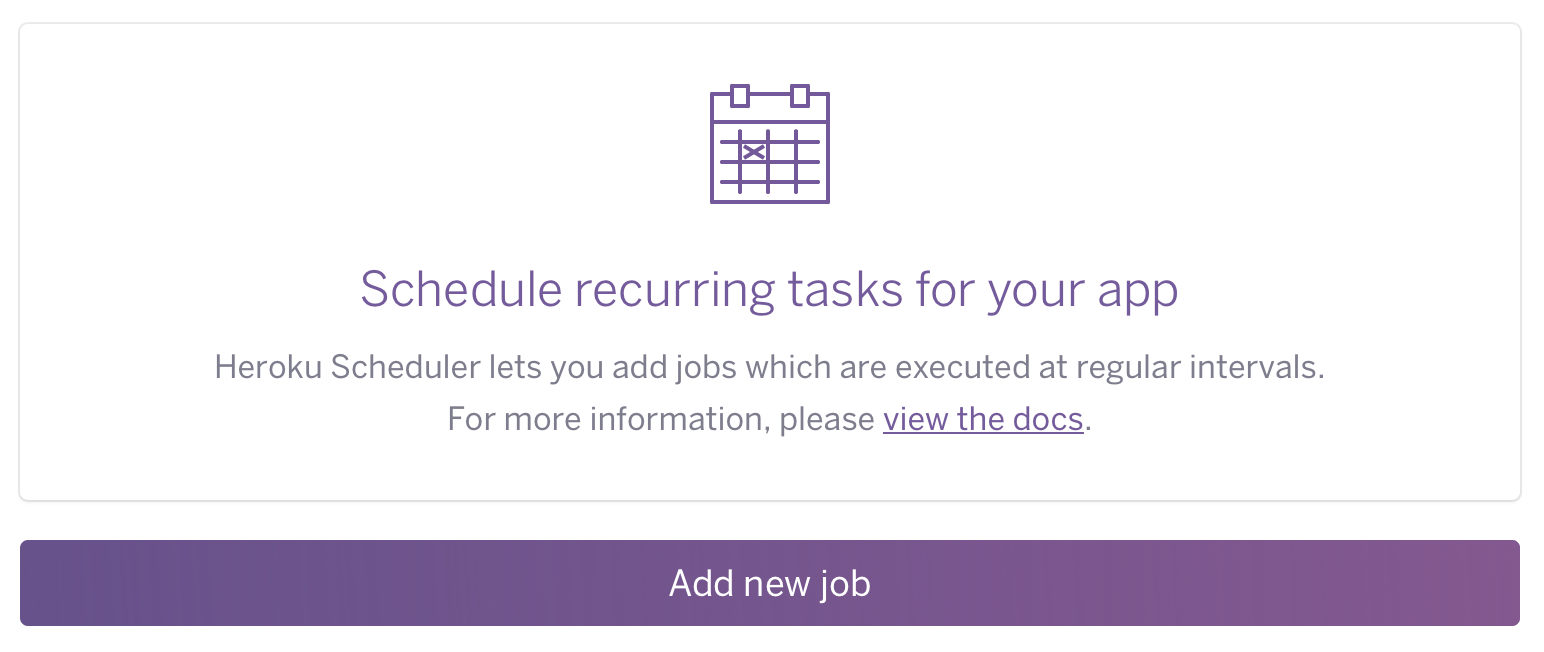 Schedule recurring tasks for your app
Heroku Scheduler lets you add jobs which are executed at regular intervals.
For more information, please view the docs.
Add new job